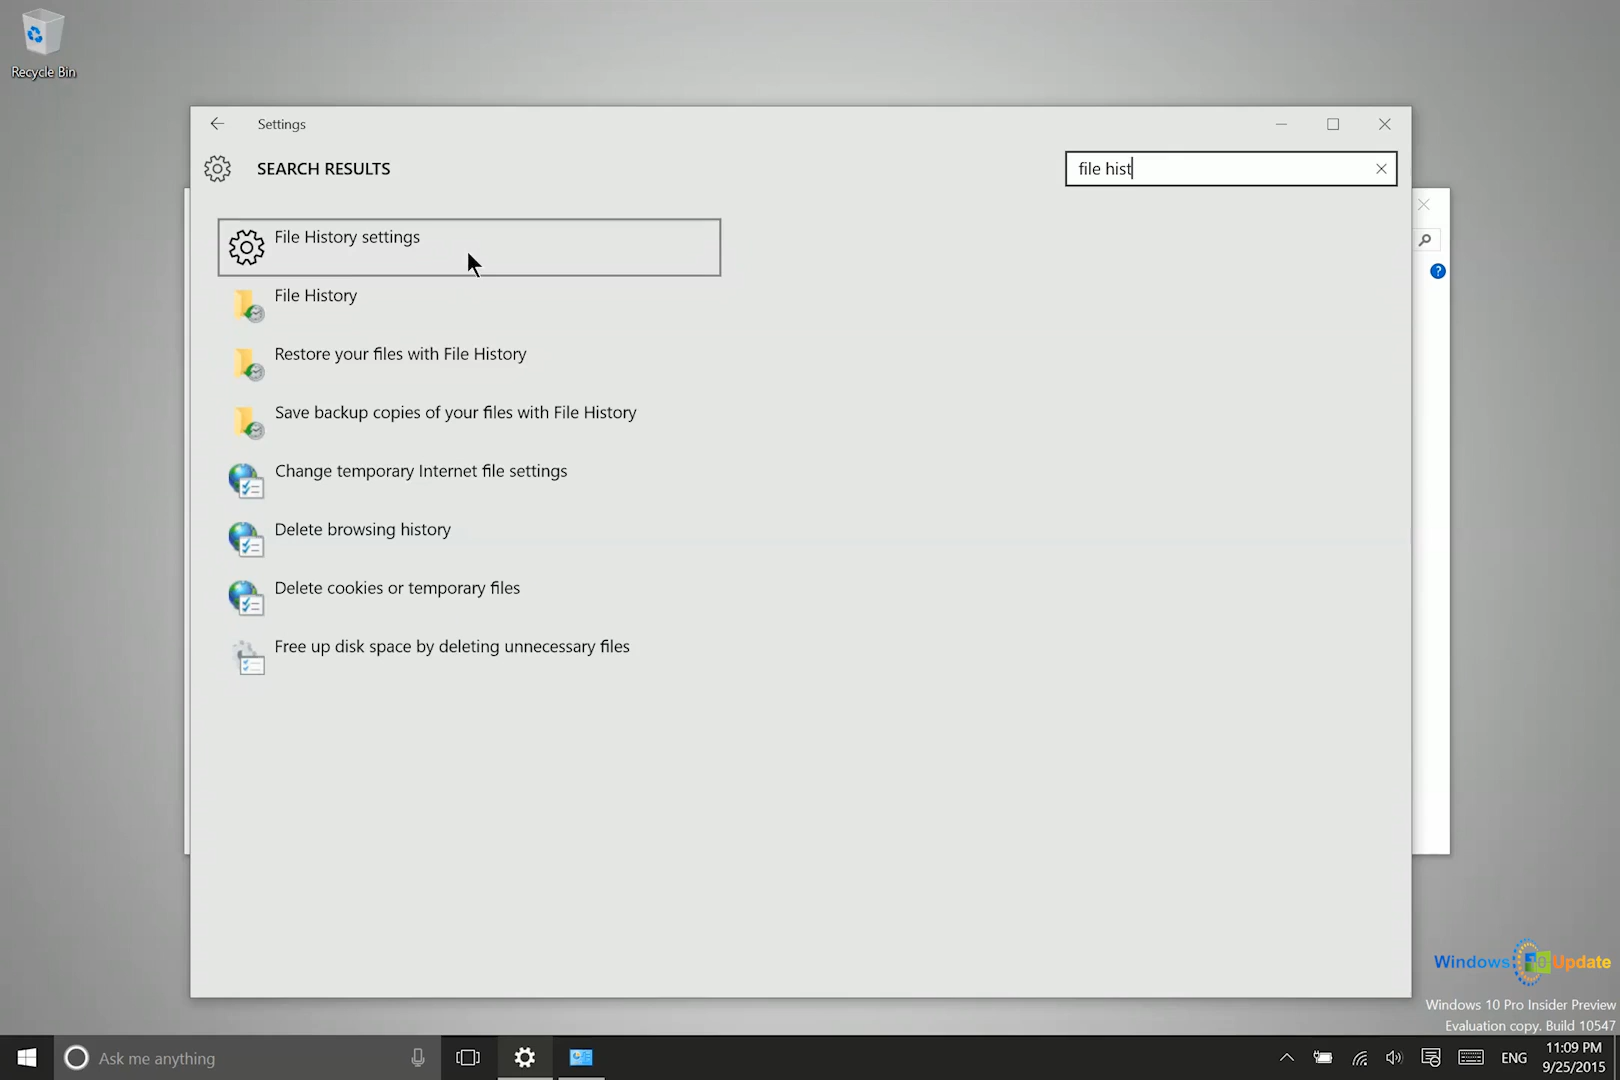 Recycle Bin
Settings
SEARCH RESULTS
file hist
File History settings
File History
Restore your files with File History
Save backup copies of your files with File History
Change temporary Internet file settings
Delete browsing history
Delete cookies or temporary files
Free up disk space by deleting unnecessary files
?
Windows 10 Update
Windows 10 Pro Insider Preview
Evaluation copy. Build 10547
Ask me anything
ENG
11:09 PM
9/25/2015